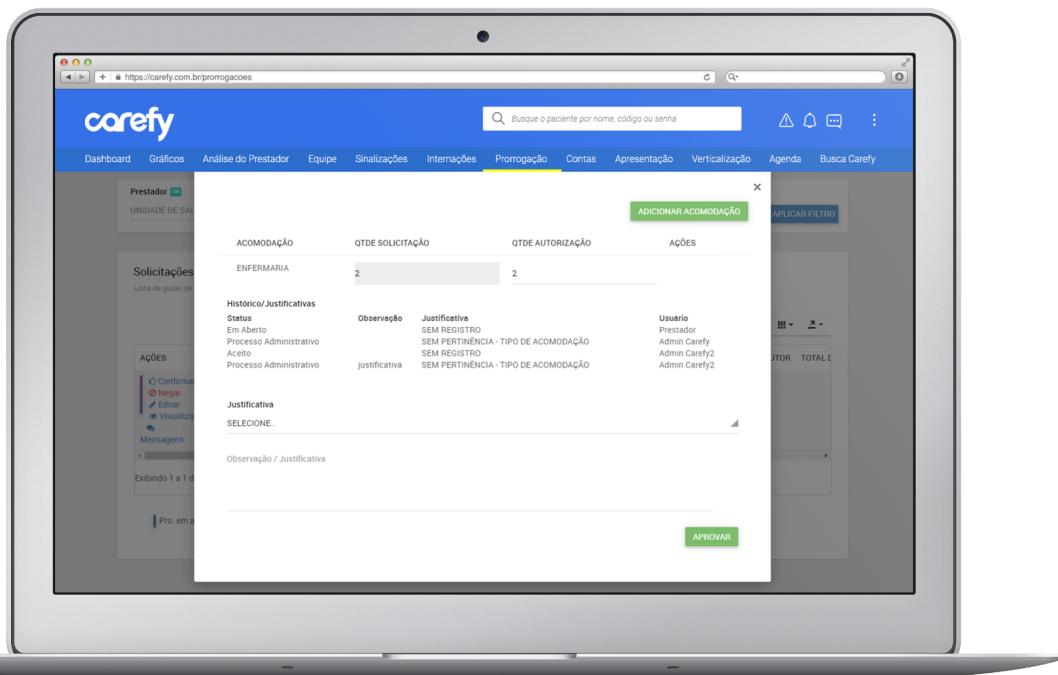 https://carefy.com.br/prorrogacoes
carefy
Busque o paciente por nome, código ou senha
Dashboard Gráficos Análise do Prestador Equipe Sinalizações Internações Prorrogação Contas Apresentação Verticalização Agenda Busca Carefy
Prestador ON
UNIDADE DE SAL
APLICAR FILTRO
×
ADICIONAR ACOMODAÇÃO
ACOMODAÇÃO QTDE SOLICITAÇÃO QTDE AUTORIZAÇÃO AÇÕES
ENFERMARIA 2 2
Solicitações
Lista de guias de
Histórico/Justificativas
Status Observação Justificativa Usuário
Em Aberto SEM REGISTRO Prestador
Processo Administrativo SEM PERTINÊNCIA - TIPO DE ACOMODAÇÃO Admin Carefy
Aceito SEM REGISTRO Admin Carefy2
Processo Administrativo justificativa SEM PERTINÊNCIA - TIPO DE ACOMODAÇÃO Admin Carefy2
AÇÕES
UTOR TOTAL D
Confirma
Negar
Editar
Visualiza
Mensagens
Exibindo 1 a 1 d
Pro. em a
Justificativa
SELECIONE..
Observação / Justificativa
APROVAR